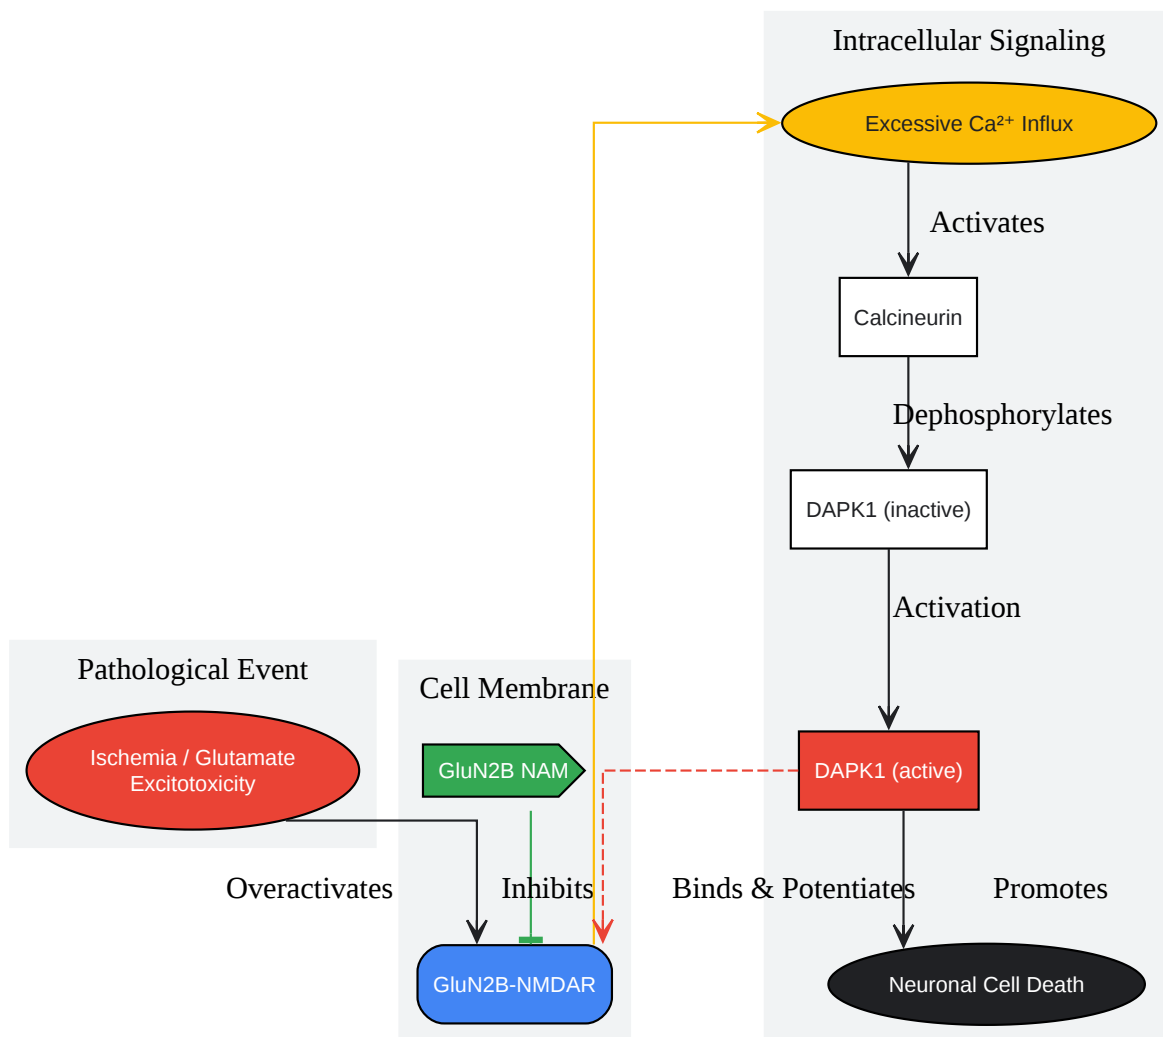 Intracellular Signaling
Excessive Ca²⁺ Influx
Activates
Calcineurin
Dephosphorylates
DAPK1 (inactive)
Activation
Pathological Event
Cell Membrane
Ischemia / Glutamate
Excitotoxicity
GluN2B NAM
DAPK1 (active)
Overactivates
Inhibits
Binds & Potentiates
Promotes
GluN2B-NMDAR
Neuronal Cell Death